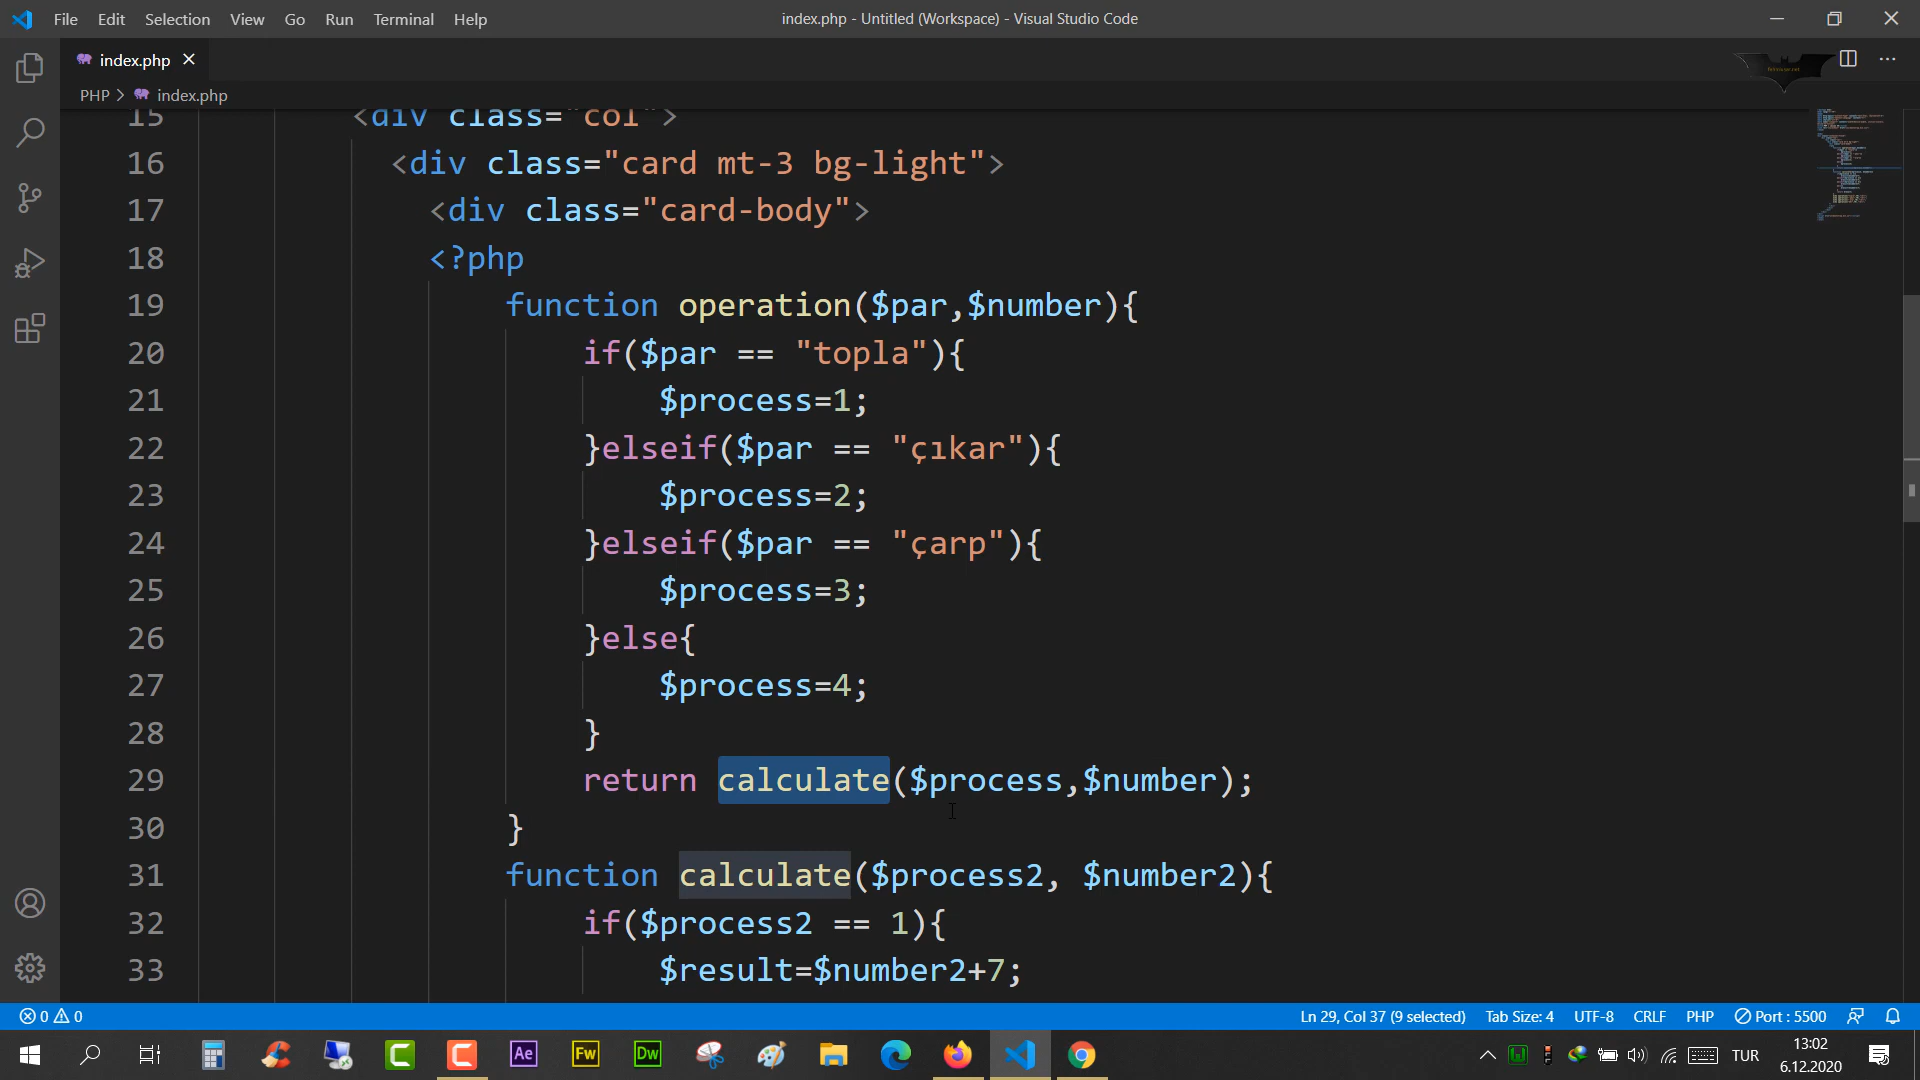 File Edit Selection View Go Run Terminal Help
index.php - Untitled (Workspace) - Visual Studio Code
index.php
PHP > index.php
15 <div class="col">
16 <div class="card mt-3 bg-light">
17 <div class="card-body">
18 <?php
19 function operation($par,$number){
20 if($par == "topla"){
21 $process=1;
22 }elseif($par == "çıkar"){
23 $process=2;
24 }elseif($par == "çarp"){
25 $process=3;
26 }else{
27 $process=4;
28 }
29 return calculate($process,$number);
30 }
31 function calculate($process2, $number2){
32 if($process2 == 1){
33 $result=$number2+7;
0 0 Ln 29, Col 37 (9 selected) Tab Size: 4 UTF-8 CRLF PHP Port : 5500
Ae Fw Dw TUR 13:02
6.12.2020